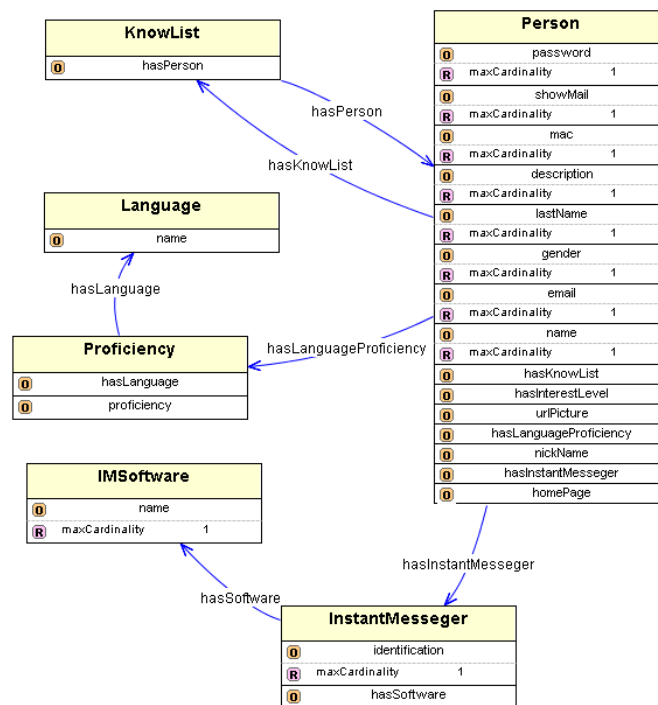 KnowList
O hasPerson
Person
O password
R maxCardinality 1
O showMail
R maxCardinality 1
O mac
R maxCardinality 1
O description
R maxCardinality 1
O lastName
R maxCardinality 1
O gender
R maxCardinality 1
O email
R maxCardinality 1
O name
R maxCardinality 1
O hasKnowList
O hasInterestLevel
O urlPicture
O hasLanguageProficiency
O nickName
O hasInstantMesseger
O homePage
hasPerson
hasKnowList
Language
O name
hasLanguage
Proficiency
O hasLanguage
O proficiency
hasLanguageProficiency
IMSoftware
O name
R maxCardinality 1
hasInstantMesseger
hasSoftware
InstantMesseger
O identification
R maxCardinality 1
O hasSoftware